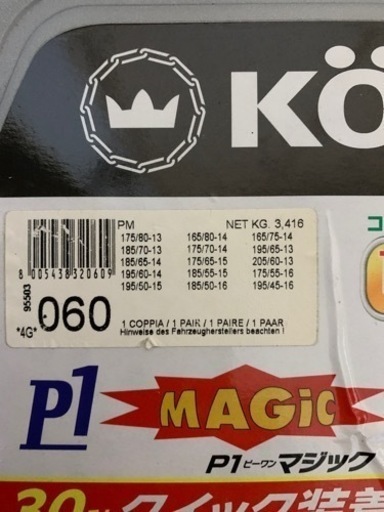 KÖ
PM NET KG. 3,416
175/80-13 165/80-14 165/75-14
185/70-13 175/70-14 195/65-13
185/65-14 175/65-15 205/60-13
195/60-14 185/55-15 175/55-16
195/50-15 185/50-16 195/45-16
8 005438 320609
95503
*4G* 060
1 COPPIA / 1 PAIK / 1 PAIRE / 1 PAAR
Hinweise des Fahrzeugherstellers beachten !
コ
P1 MAGiC
P1ピーワンマジック
クイック装着